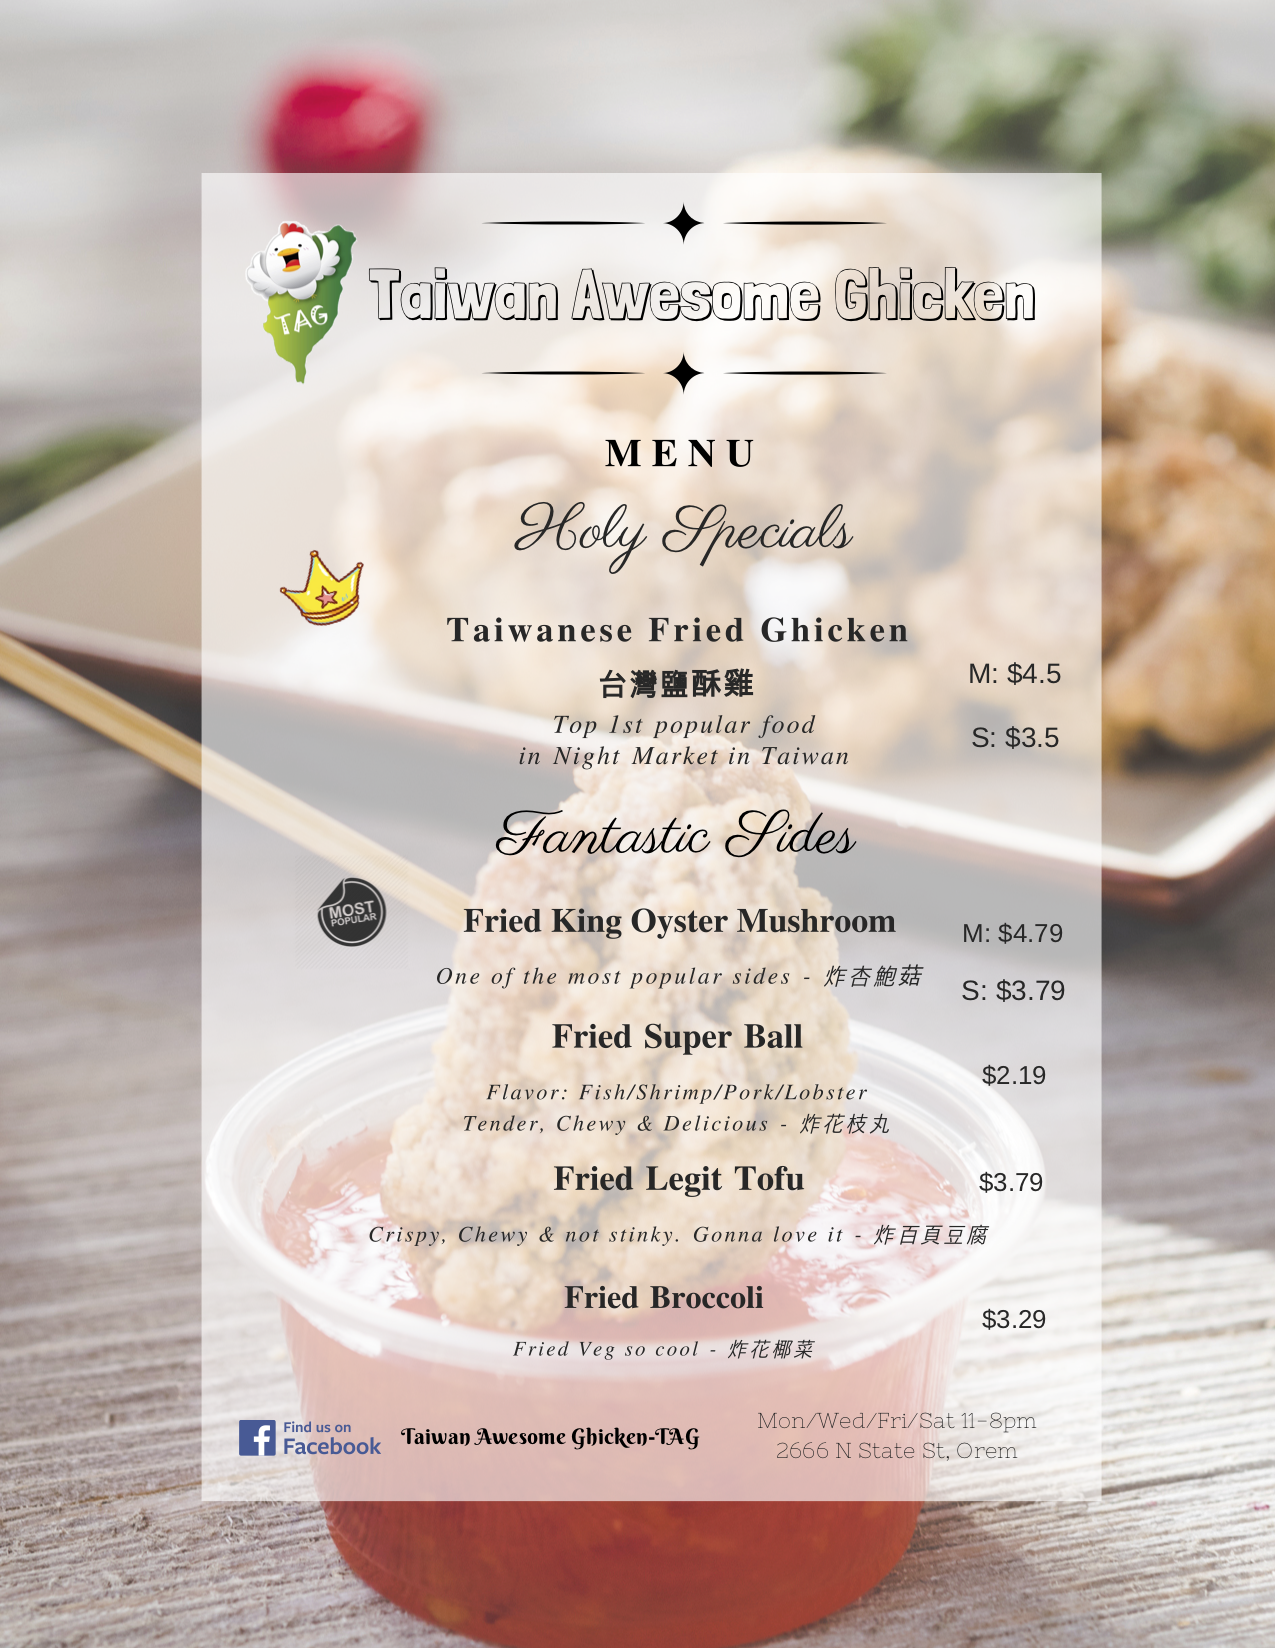 TAG
Taiwan Awesome Ghicken
MENU
Holy Specials
Taiwanese Fried Ghicken
台灣鹽酥雞
Top 1st popular food
in Night Market in Taiwan
M: $4.5
S: $3.5
Fantastic Sides
MOST
POPULAR
Fried King Oyster Mushroom
M: $4.79
One of the most popular sides - 炸杏鮑菇
S: $3.79
Fried Super Ball
$2.19
Flavor: Fish/Shrimp/Pork/Lobster
Tender, Chewy & Delicious - 炸花枝丸
Fried Legit Tofu
$3.79
Crispy, Chewy & not stinky. Gonna love it - 炸百頁豆腐
Fried Broccoli
$3.29
Fried Veg so cool - 炸花椰菜
Find us on
Facebook
Taiwan Awesome Ghicken-TAG
Mon/Wed/Fri/Sat 11-8pm
2666 N State St, Orem